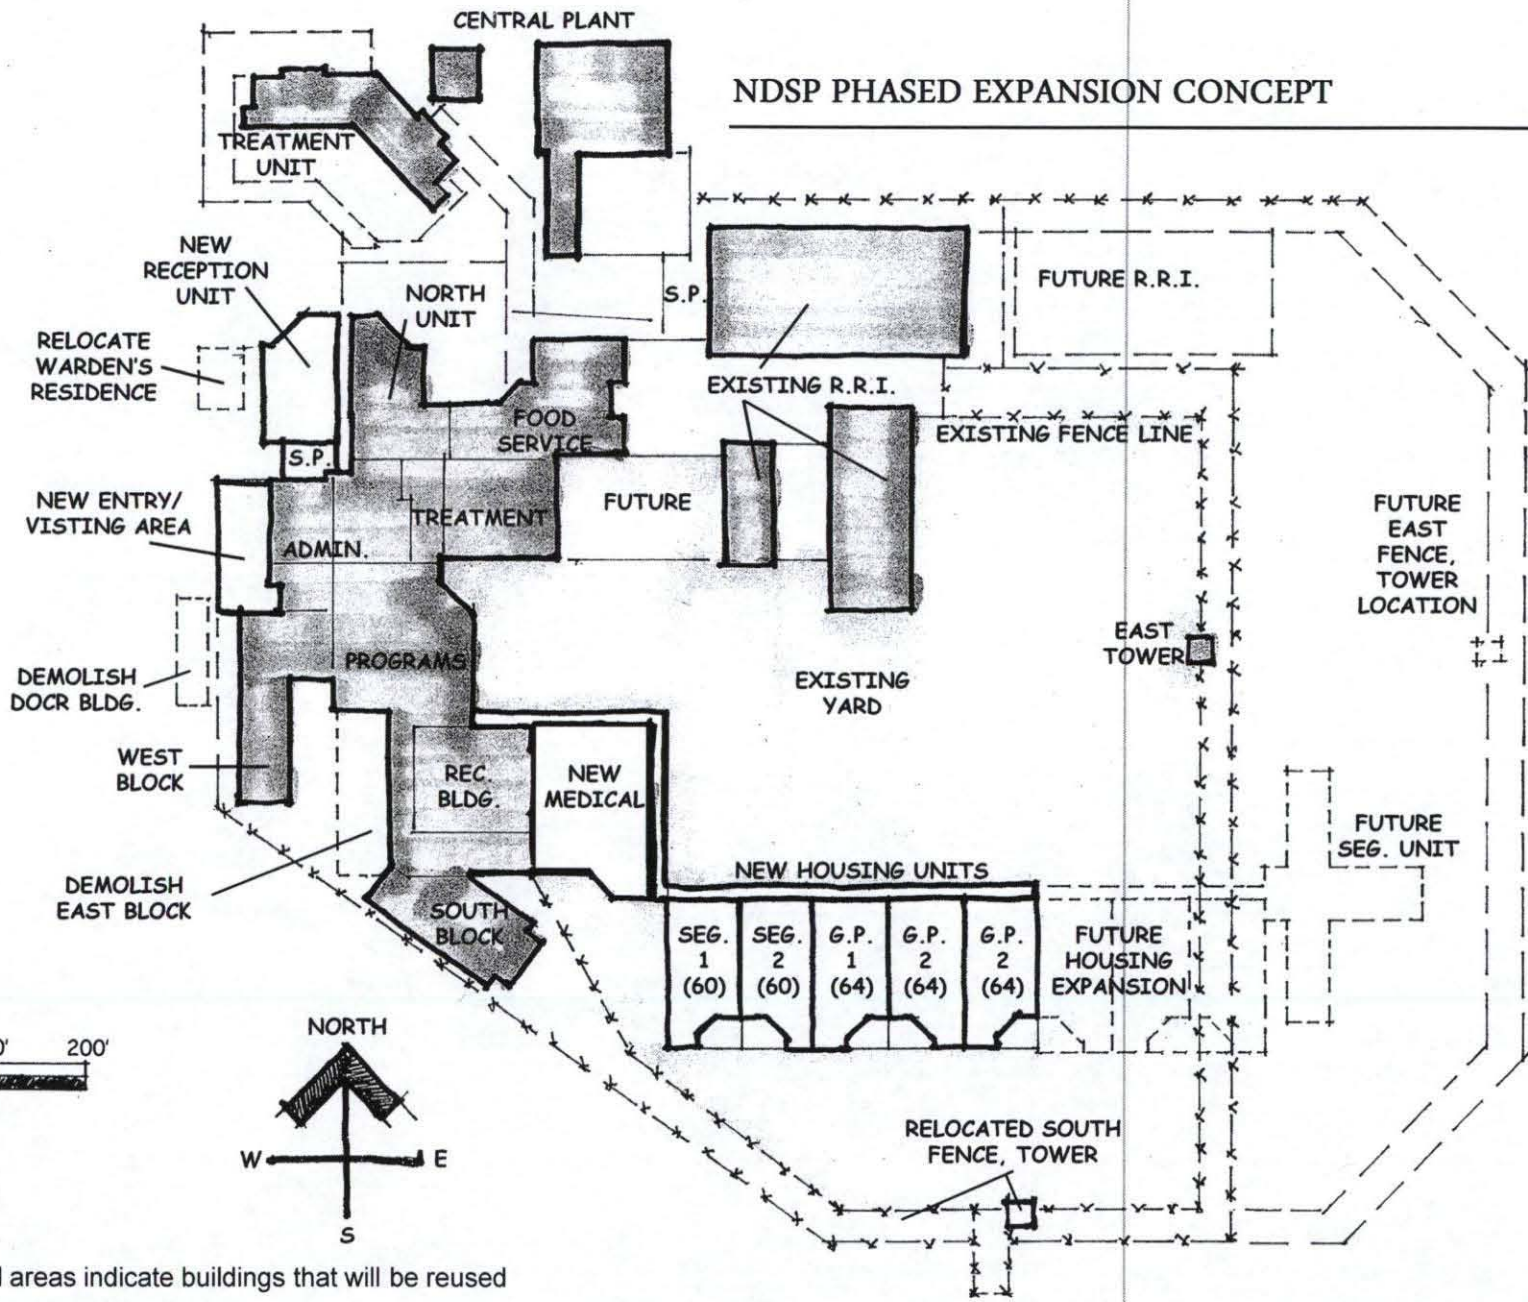 CENTRAL PLANT
NDSP PHASED EXPANSION CONCEPT
TREATMENT
UNIT
NEW
RECEPTION
UNIT
NORTH
UNIT
S.P.
FUTURE R.R.I.
RELOCATE
WARDEN'S
RESIDENCE
EXISTING R.R.I.
FOOD
SERVICE
EXISTING FENCE LINE
S.P.
NEW ENTRY/
VISTING AREA
ADMIN.
TREATMENT
FUTURE
FUTURE
EAST
FENCE,
TOWER
LOCATION
EAST
TOWER
PROGRAMS
DEMOLISH
DOCR BLDG.
EXISTING
YARD
WEST
BLOCK
REC.
BLDG.
NEW
MEDICAL
FUTURE
SEG. UNIT
DEMOLISH
EAST BLOCK
NEW HOUSING UNITS
SOUTH
BLOCK
SEG.
1
(60)
SEG.
2
(60)
G.P.
1
(64)
G.P.
2
(64)
G.P.
2
(64)
FUTURE
HOUSING
EXPANSION
200'
NORTH
W E
S
RELOCATED SOUTH
FENCE, TOWER
areas indicate buildings that will be reused